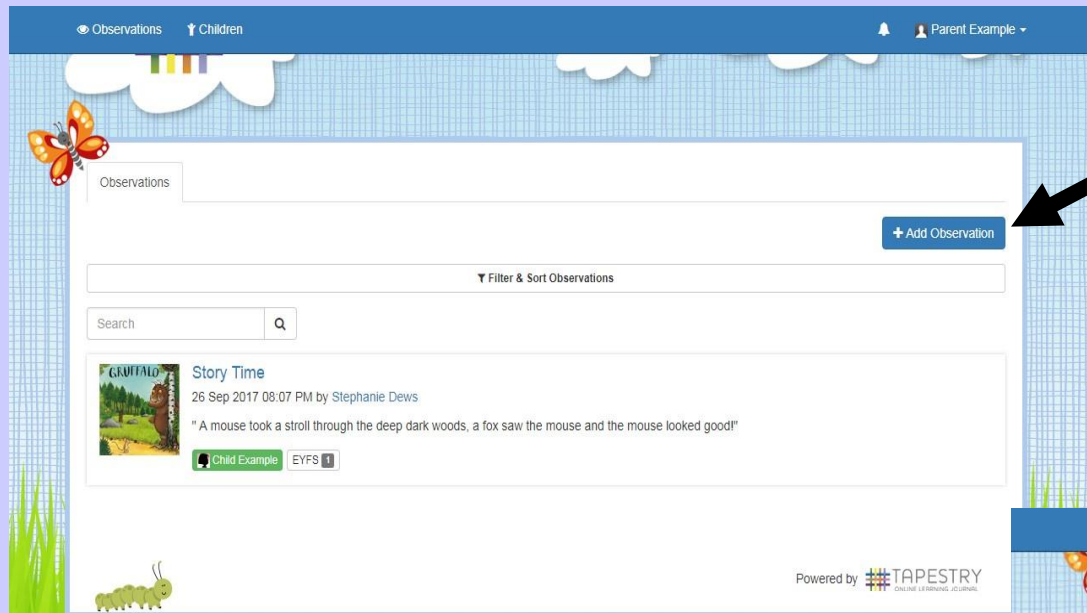 Observations Children Parent Example
Observations
+ Add Observation
Filter & Sort Observations
Search
GRUFFALO
Story Time
26 Sep 2017 08:07 PM by Stephanie Dews
" A mouse took a stroll through the deep dark woods, a fox saw the mouse and the mouse looked good!"
Child Example EYFS 1
Powered by TAPESTRY
ONLINE LEARNING JOURNAL